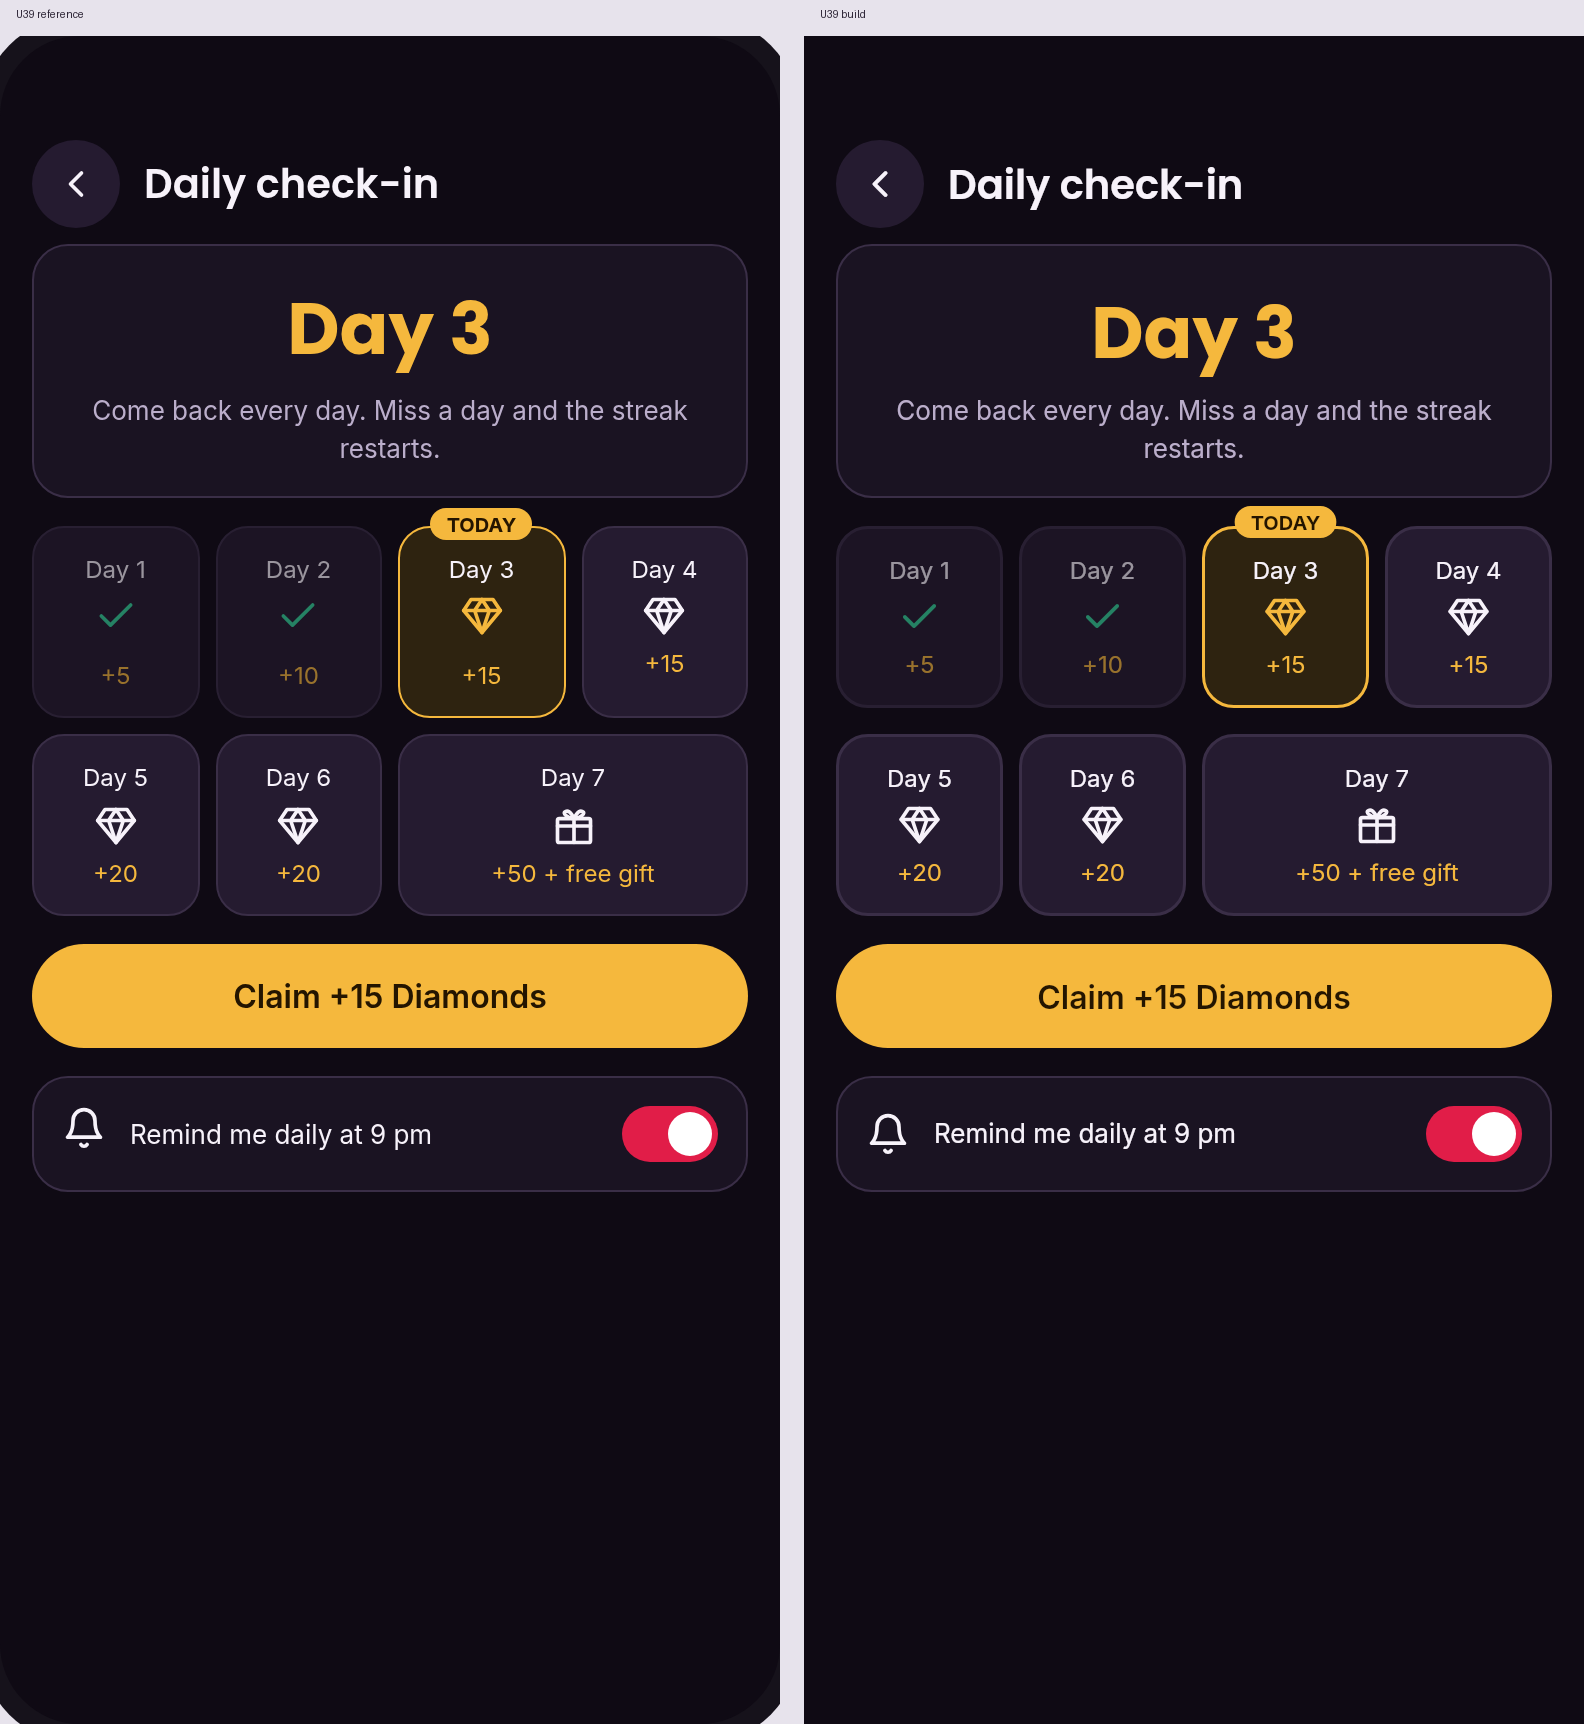 U39 reference
Daily check-in
Day 3
Come back every day. Miss a day and the streak
restarts.
TODAY
Day 1
Day 2
Day 3
Day 4
+5
+10
+15
+15
Day 5
Day 6
Day 7
+20
+20
+50 + free gift
Claim +15 Diamonds
Remind me daily at 9 pm
U39 build
Daily check-in
Day 3
Come back every day. Miss a day and the streak
restarts.
TODAY
Day 1
Day 2
Day 3
Day 4
+5
+10
+15
+15
Day 5
Day 6
Day 7
+20
+20
+50 + free gift
Claim +15 Diamonds
Remind me daily at 9 pm